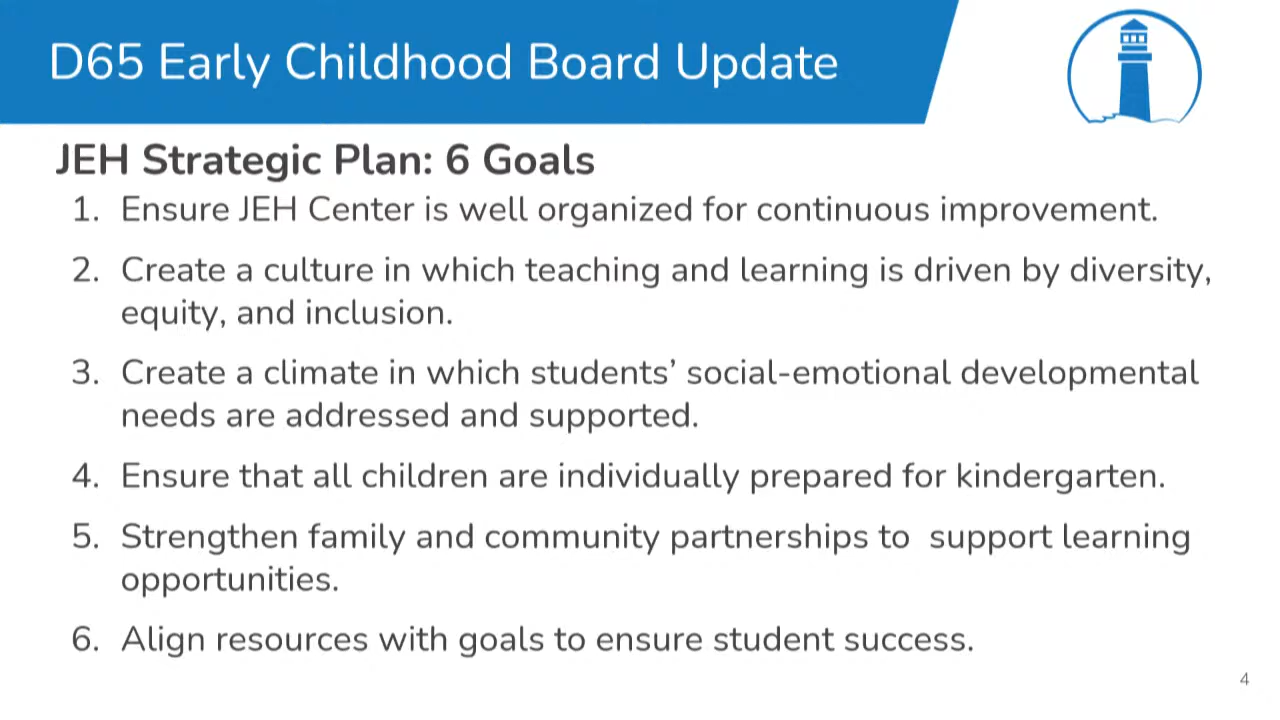 D65 Early Childhood Board Update
JEH Strategic Plan: 6 Goals
1. Ensure JEH Center is well organized for continuous improvement.
2. Create a culture in which teaching and learning is driven by diversity,
equity, and inclusion.
3. Create a climate in which students’ social-emotional developmental
needs are addressed and supported.
4. Ensure that all children are individually prepared for kindergarten.
5. Strengthen family and community partnerships to  support learning
opportunities.
6. Align resources with goals to ensure student success.
4